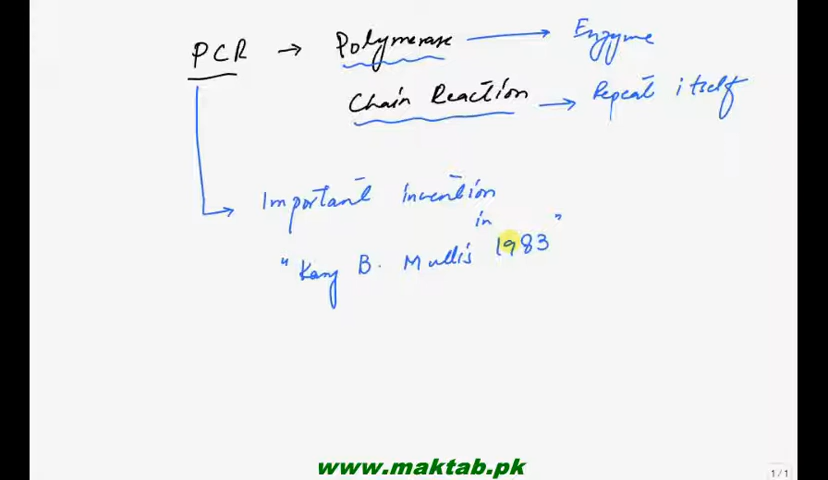 PCR → Polymerase → Enzyme
Chain Reaction → Repeat itself
Important invention
in
"Kary B. Mullis 1983"
www.maktab.pk
1/1